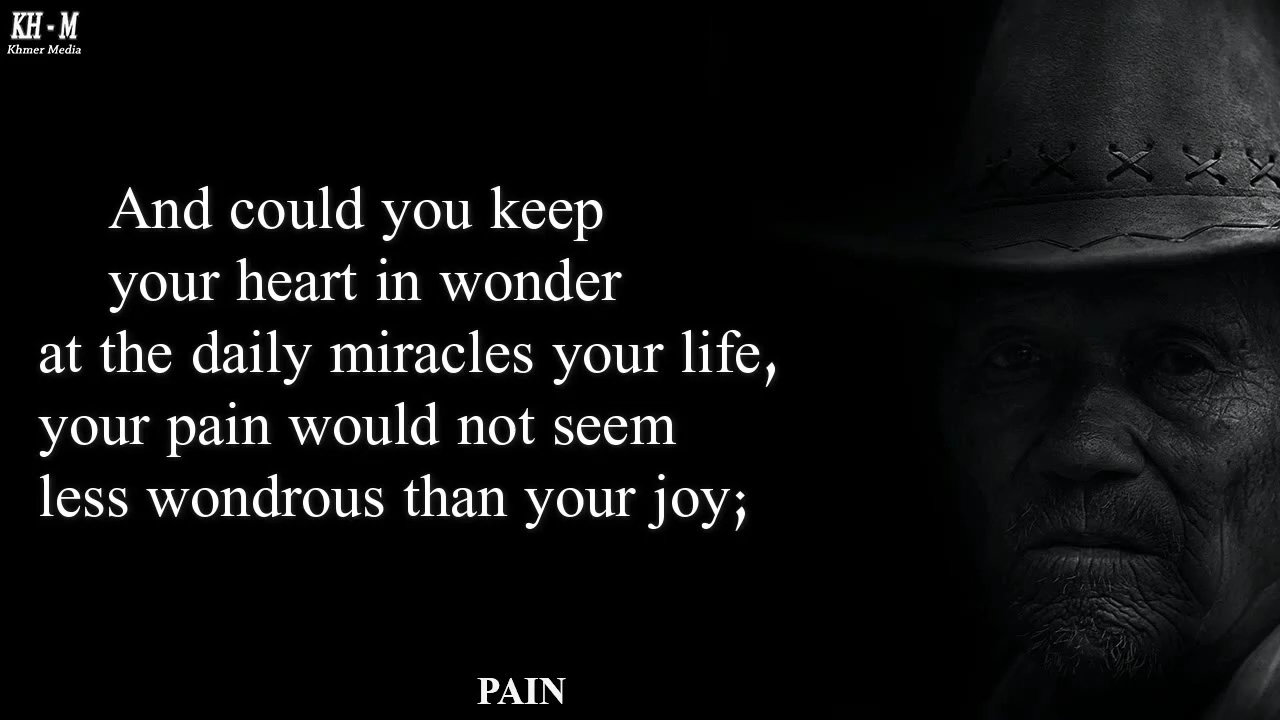 KH - M
Khmer Media
And could you keep
your heart in wonder
at the daily miracles your life,
your pain would not seem
less wondrous than your joy;
PAIN